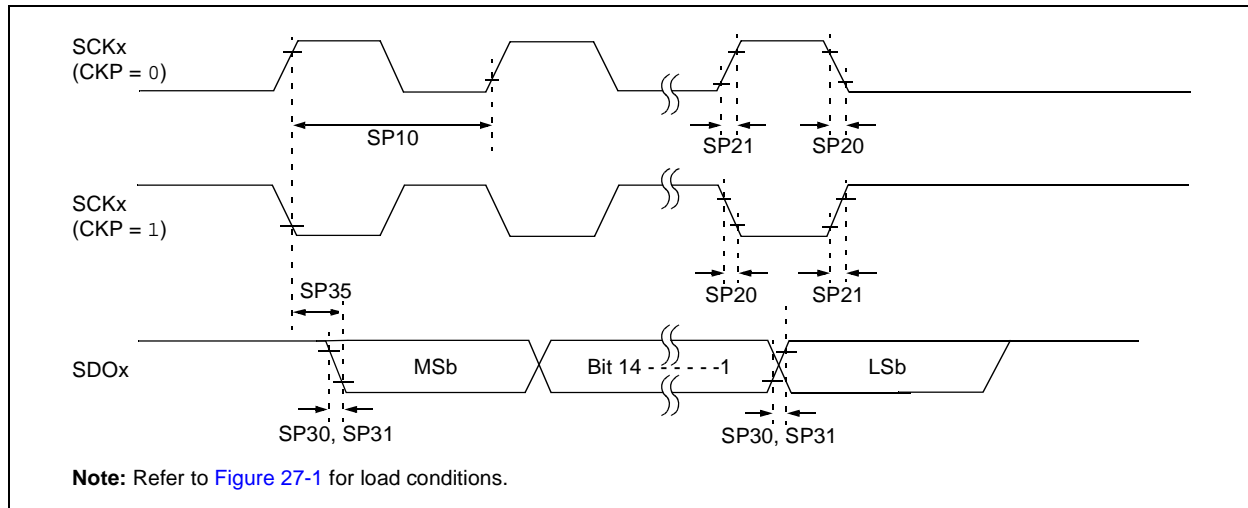 SCKx
(CKP = 0)
SP10
SP21
SP20
SCKx
(CKP = 1)
SP35
SP20
SP21
SDOx
MSb
Bit 14 - - - - - - -1
LSb
SP30, SP31
SP30, SP31
Note: Refer to Figure 27-1 for load conditions.